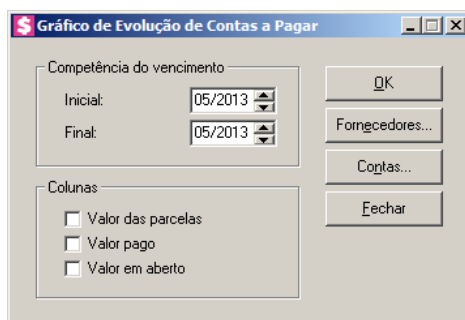 Gráfico de Evolução de Contas a Pagar
Competência do vencimento
Inicial: 05/2013
Final: 05/2013
Colunas
Valor das parcelas
Valor pago
Valor em aberto
OK
Fornecedores...
Contas...
Fechar